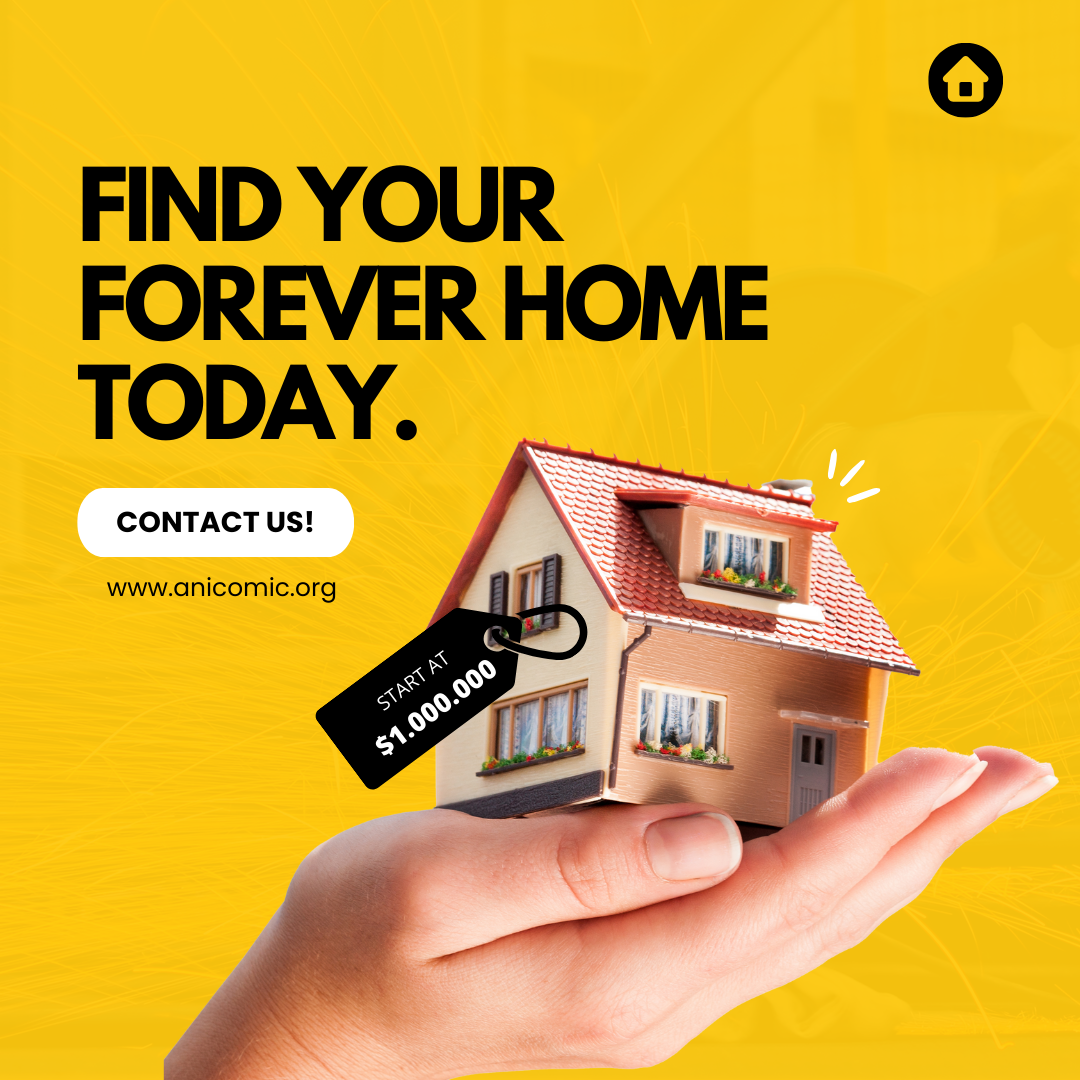 FIND YOUR
FOREVER HOME
TODAY.
CONTACT US!
www.anicomic.org
START AT
$1.000.000